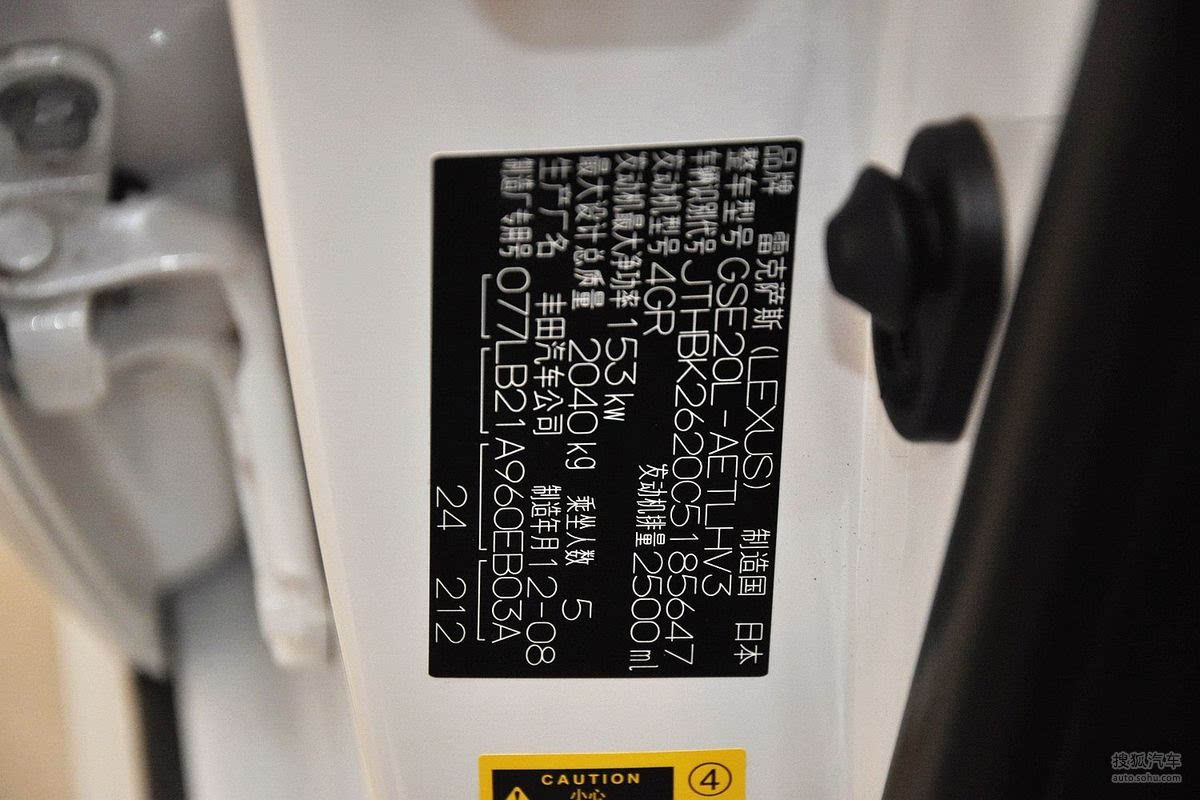 品牌 雷克萨斯(LEXUS) 制造国 日本
整车型号 GSE20L-AETLHV3
车辆识别代号 JTHBK2620C5185647
发动机型号 4GR 发动机排量 2500ml
发动机最大净功率 153kW
最大设计总质量 2040kg 乘坐人数 5
生产厂名 丰田汽车公司 制造年月 12-08
制造厂专用号 077LB21A960EB03A
24 212
CAUTION
小心
4
搜狐汽车
auto.sohu.com